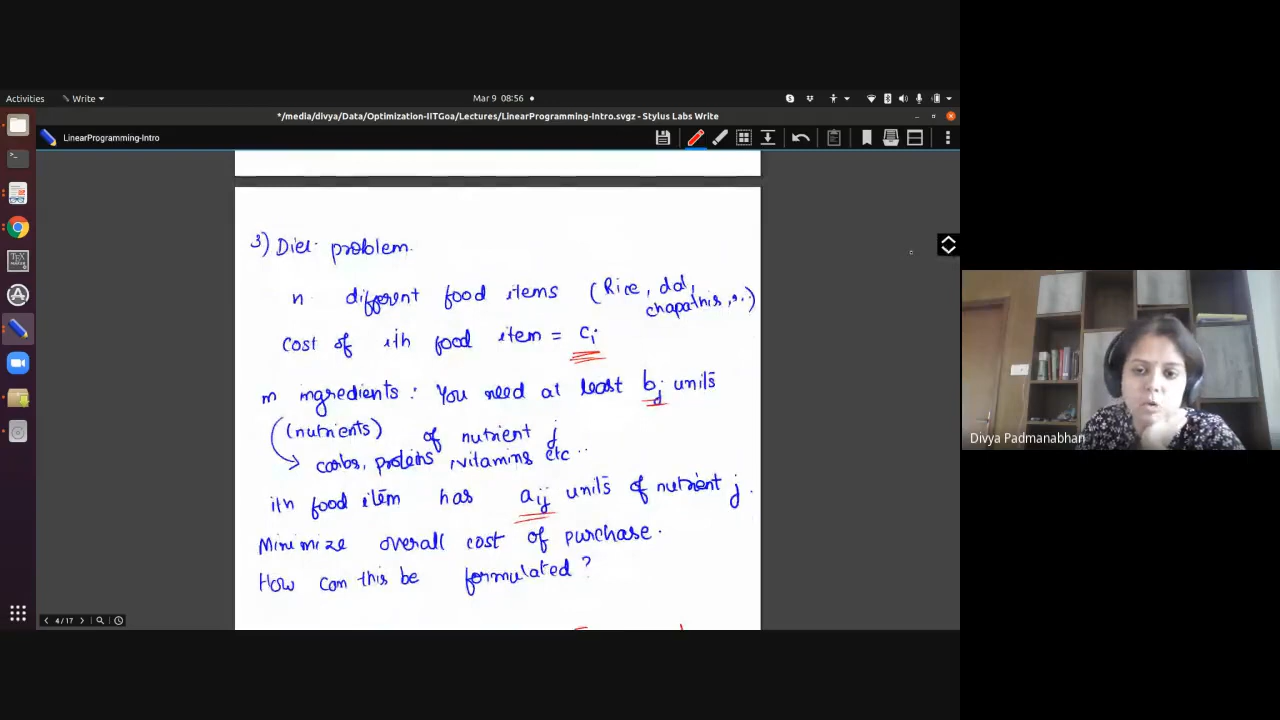 Activities
Write
Mar 9 08:56
*/media/divya/Data/Optimization-IITGoa/Lectures/LinearProgramming-Intro.svgz - Stylus Labs Write
LinearProgramming-Intro
3) Diet problem.
n different food items (Rice, dal,
chapathis, ...)
cost of ith food item = ci
m ingredients : You need at least bj units
(nutrients) of nutrient j
carbs, proteins, vitamins etc ..
ith food item has aij units of nutrient j.
Minimize overall cost of purchase.
How can this be formulated?
4/17
Divya Padmanabhan